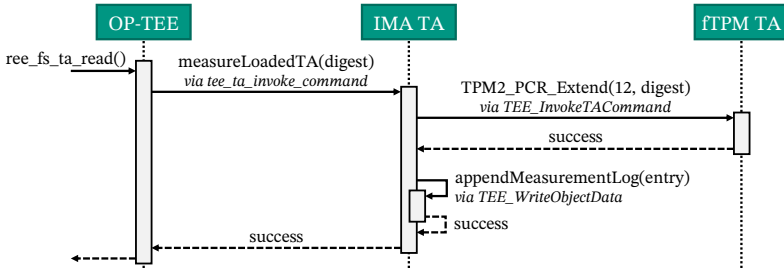 OP-TEE
IMA TA
fTPM TA
ree_fs_ta_read()
measureLoadedTA(digest)
via tee_ta_invoke_command
TPM2_PCR_Extend(12, digest)
via TEE_InvokeTACommand
success
appendMeasurementLog(entry)
via TEE_WriteObjectData
success
success